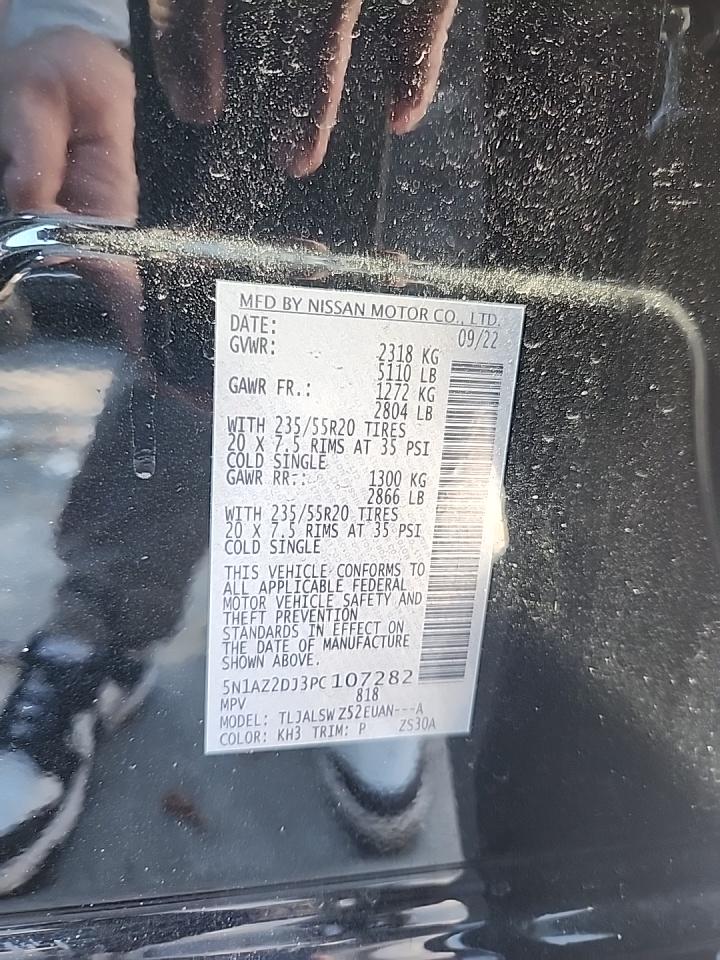 MFD BY NISSAN MOTOR CO., LTD.
DATE: 09/22
GVWR: 2318 KG
5110 LB
GAWR FR.: 1272 KG
2804 LB
WITH 235/55R20 TIRES
20 X 7.5 RIMS AT 35 PSI
COLD SINGLE
GAWR RR.: 1300 KG
2866 LB
WITH 235/55R20 TIRES
20 X 7.5 RIMS AT 35 PSI
COLD SINGLE
THIS VEHICLE CONFORMS TO
ALL APPLICABLE FEDERAL
MOTOR VEHICLE SAFETY AND
THEFT PREVENTION
STANDARDS IN EFFECT ON
THE DATE OF MANUFACTURE
SHOWN ABOVE.
5N1AZ2DJ3PC107282
MPV 818
MODEL: TLJALSWZ52EUAN---A
COLOR: KH3 TRIM: P ZS30A